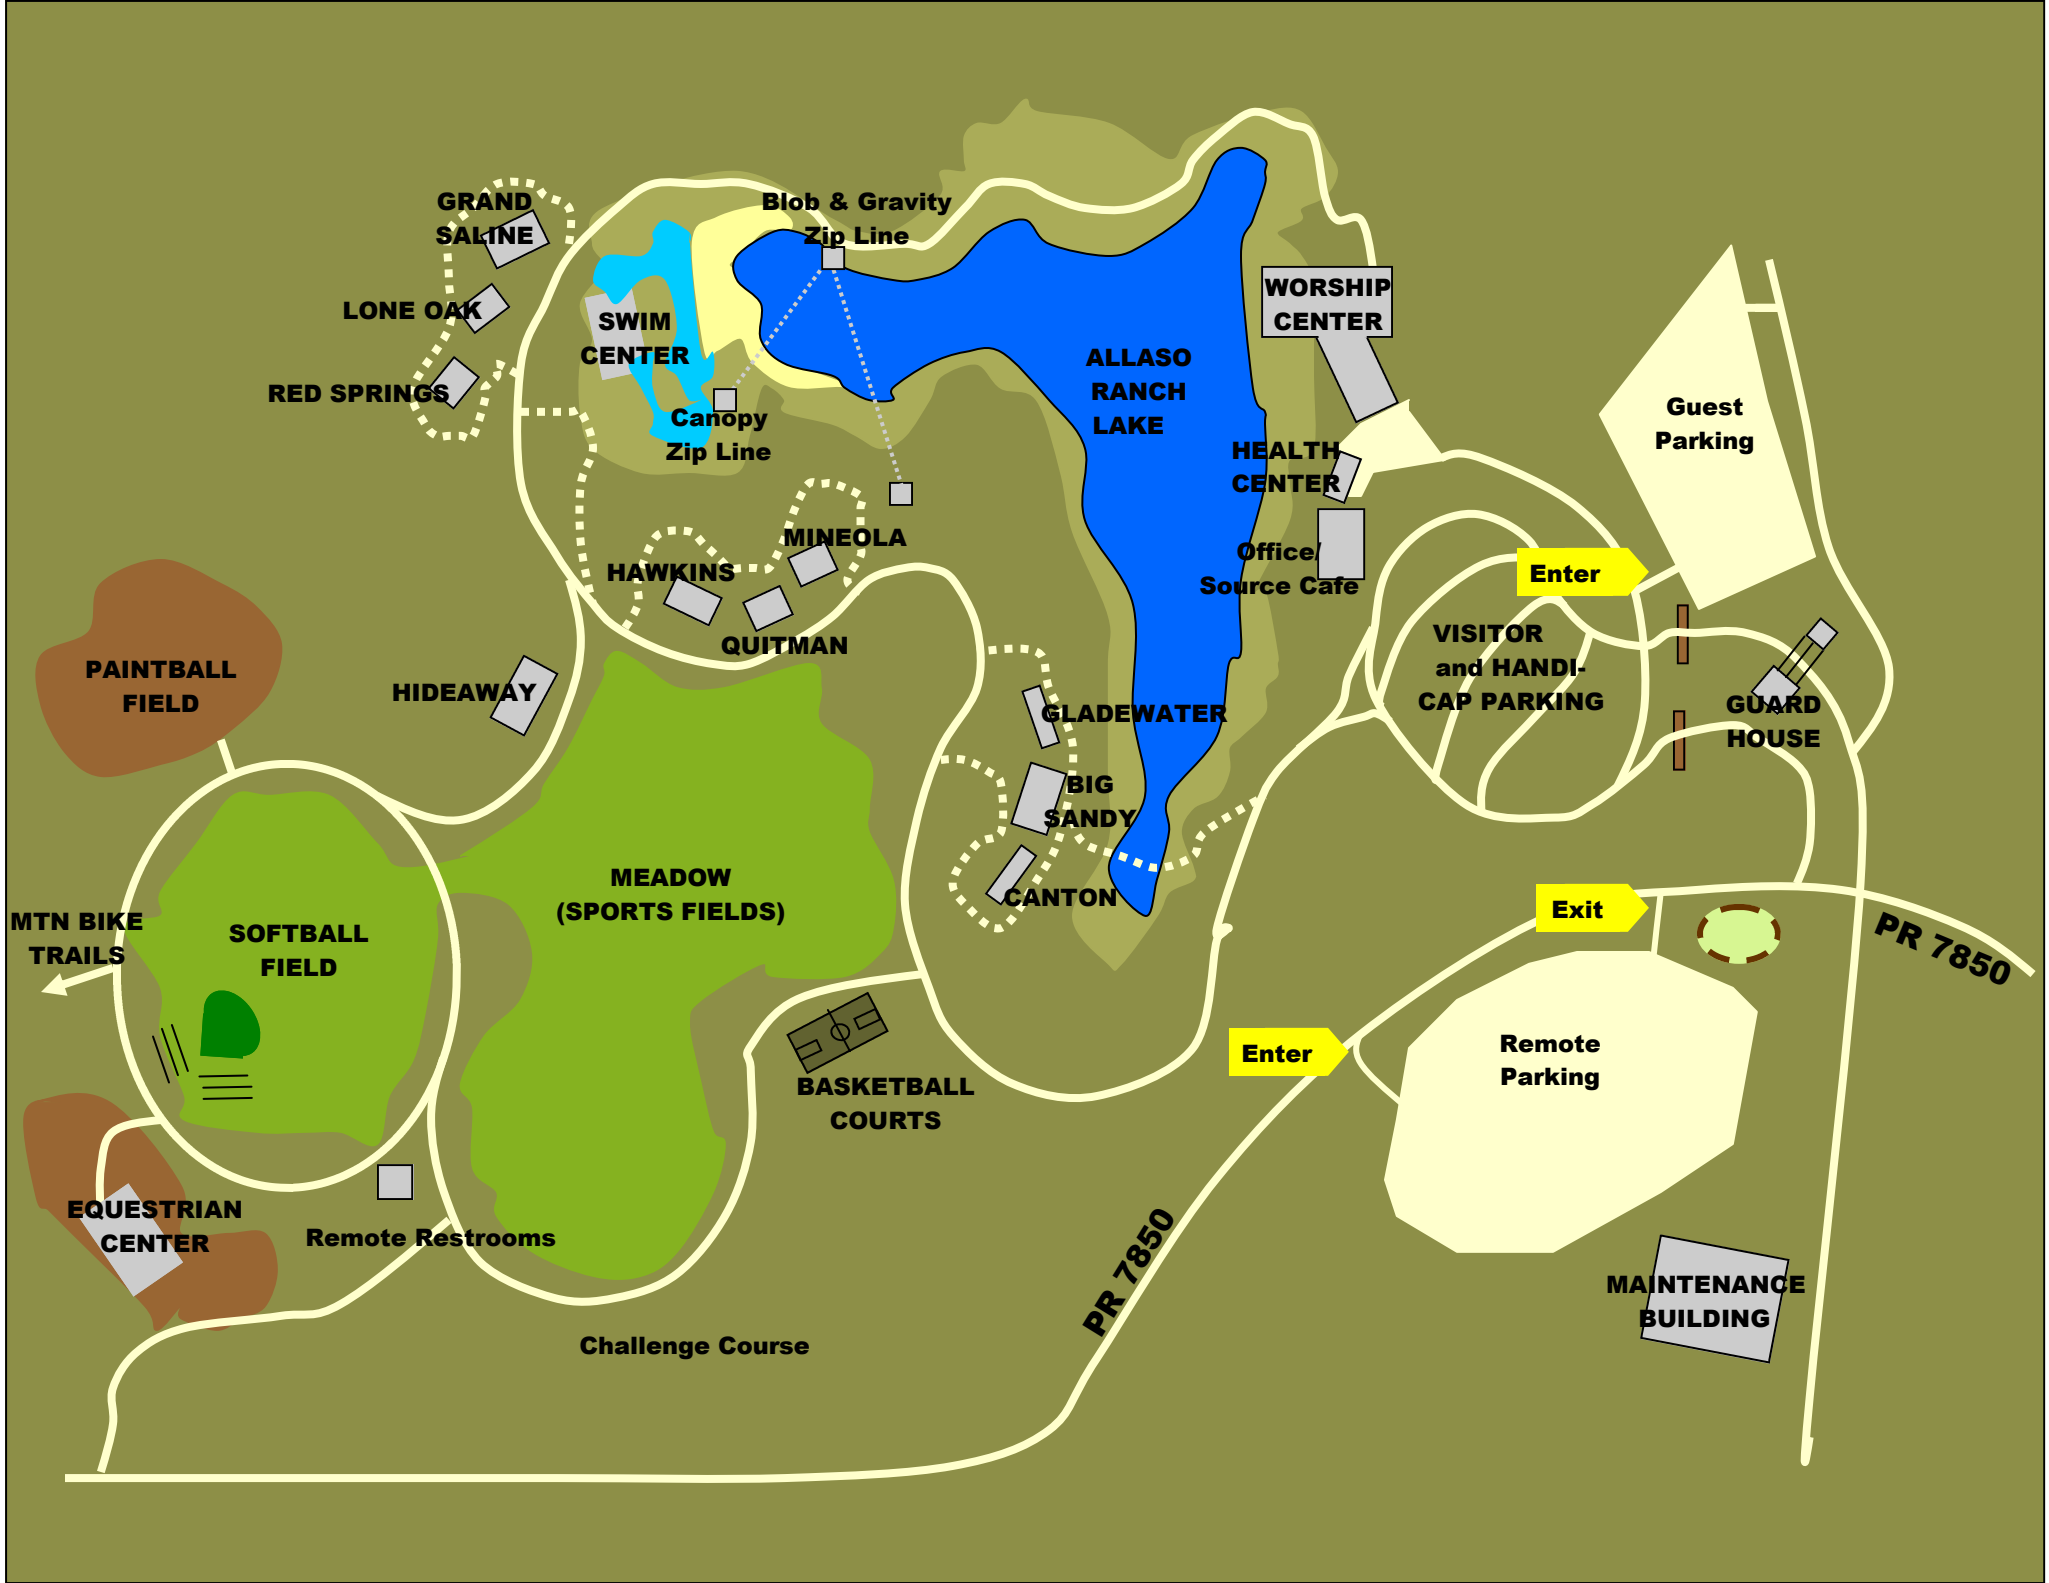 GRAND
SALINE
Blob & Gravity
Zip Line
LONE OAK
SWIM
CENTER
WORSHIP
CENTER
RED SPRINGS
ALLASO
RANCH
LAKE
Guest
Parking
Canopy
Zip Line
HEALTH
CENTER
MINEOLA
HAWKINS
Office/
Source Cafe
Enter
QUITMAN
VISITOR
and HANDI-
CAP PARKING
PAINTBALL
FIELD
HIDEAWAY
GLADEWATER
GUARD
HOUSE
BIG
SANDY
MEADOW
(SPORTS FIELDS)
CANTON
Exit
MTN BIKE
TRAILS
SOFTBALL
FIELD
PR 7850
Enter
Remote
Parking
BASKETBALL
COURTS
EQUESTRIAN
CENTER
Remote Restrooms
PR 7850
MAINTENANCE
BUILDING
Challenge Course